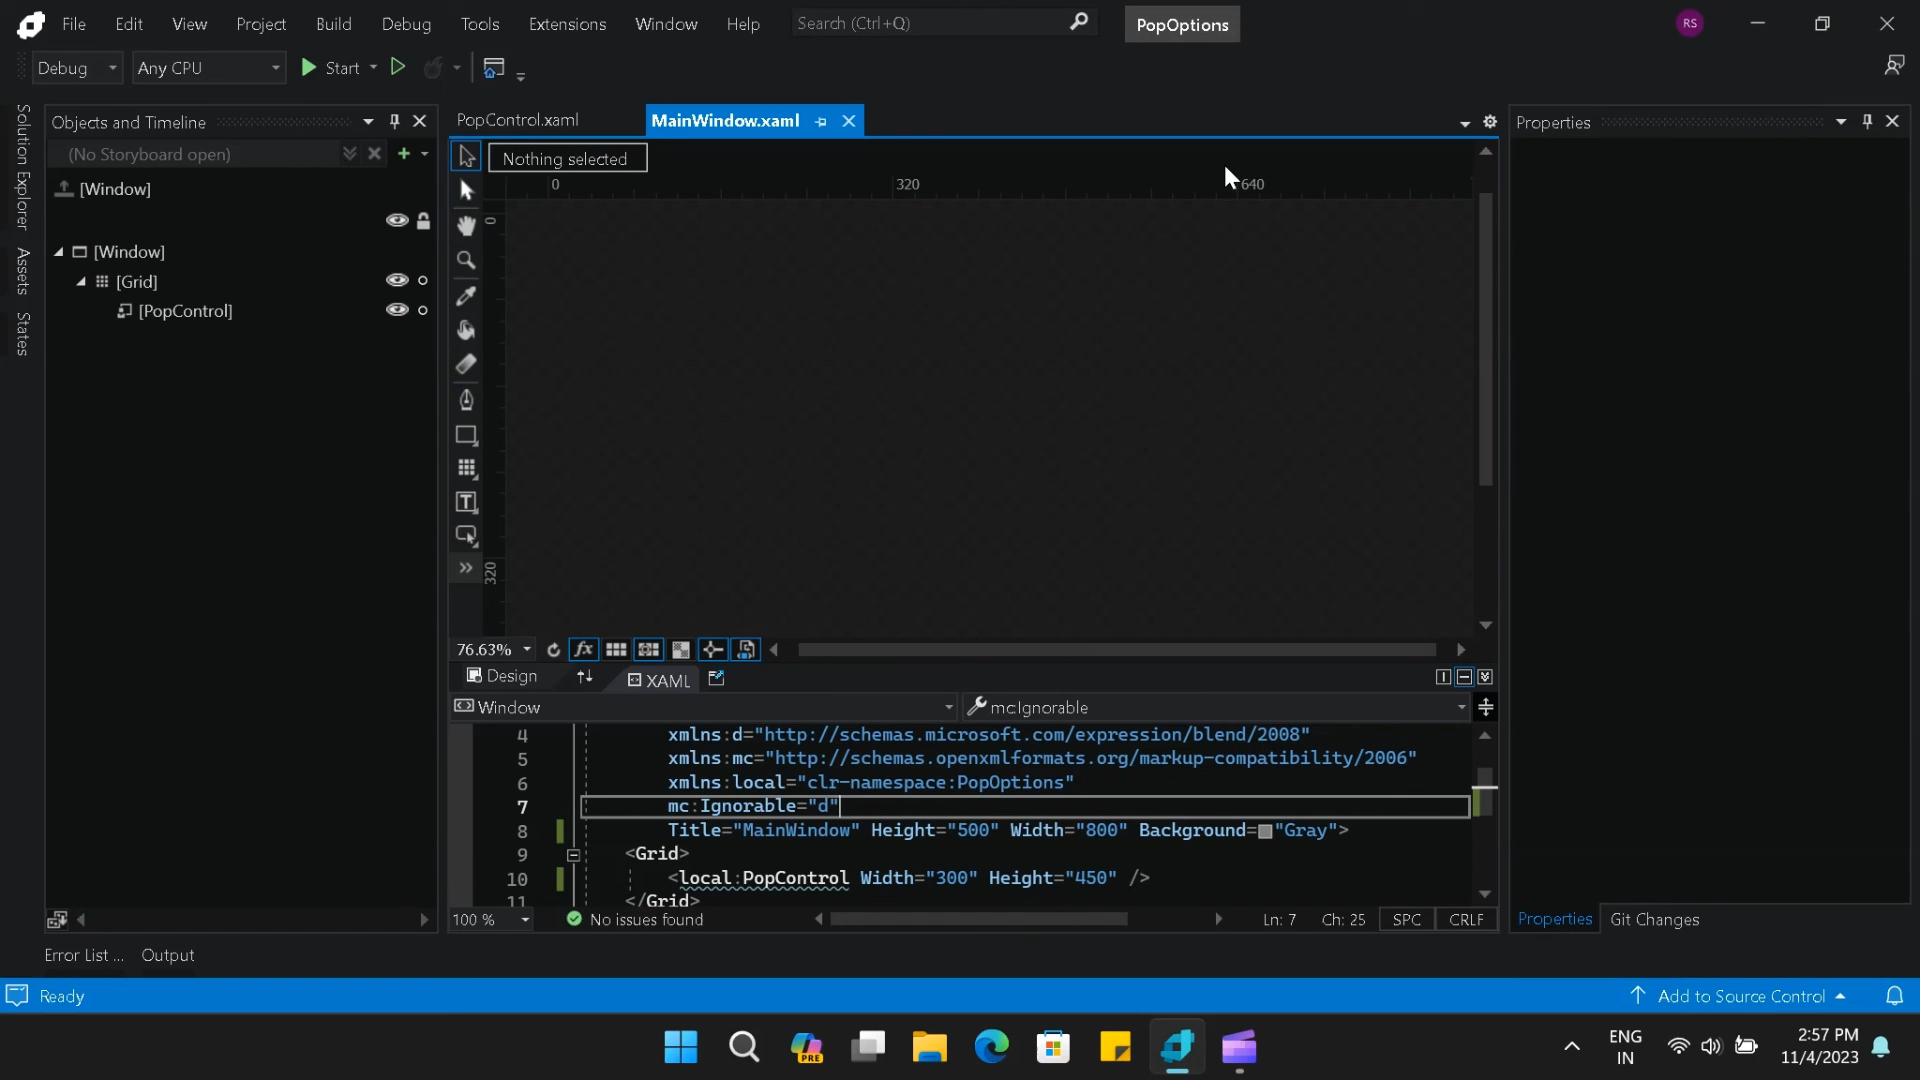 File Edit View Project Build Debug Tools Extensions Window Help Search (Ctrl+Q) PopOptions RS
Debug Any CPU Start
Solution Explorer
Assets
States
Objects and Timeline
(No Storyboard open)
[Window]
[Window]
[Grid]
[PopControl]
PopControl.xaml MainWindow.xaml
Nothing selected
0 320 640
0
320
76.63% fx
Design XAML
Window mc:Ignorable
4 xmlns:d="http://schemas.microsoft.com/expression/blend/2008"
5 xmlns:mc="http://schemas.openxmlformats.org/markup-compatibility/2006"
6 xmlns:local="clr-namespace:PopOptions"
7 mc:Ignorable="d"
8 Title="MainWindow" Height="500" Width="800" Background="Gray">
9 <Grid>
10 <local:PopControl Width="300" Height="450" />
11 </Grid>
100 % No issues found Ln: 7 Ch: 25 SPC CRLF
Properties
Properties Git Changes
Error List ... Output
Ready Add to Source Control
PRE
ENG
IN
2:57 PM
11/4/2023